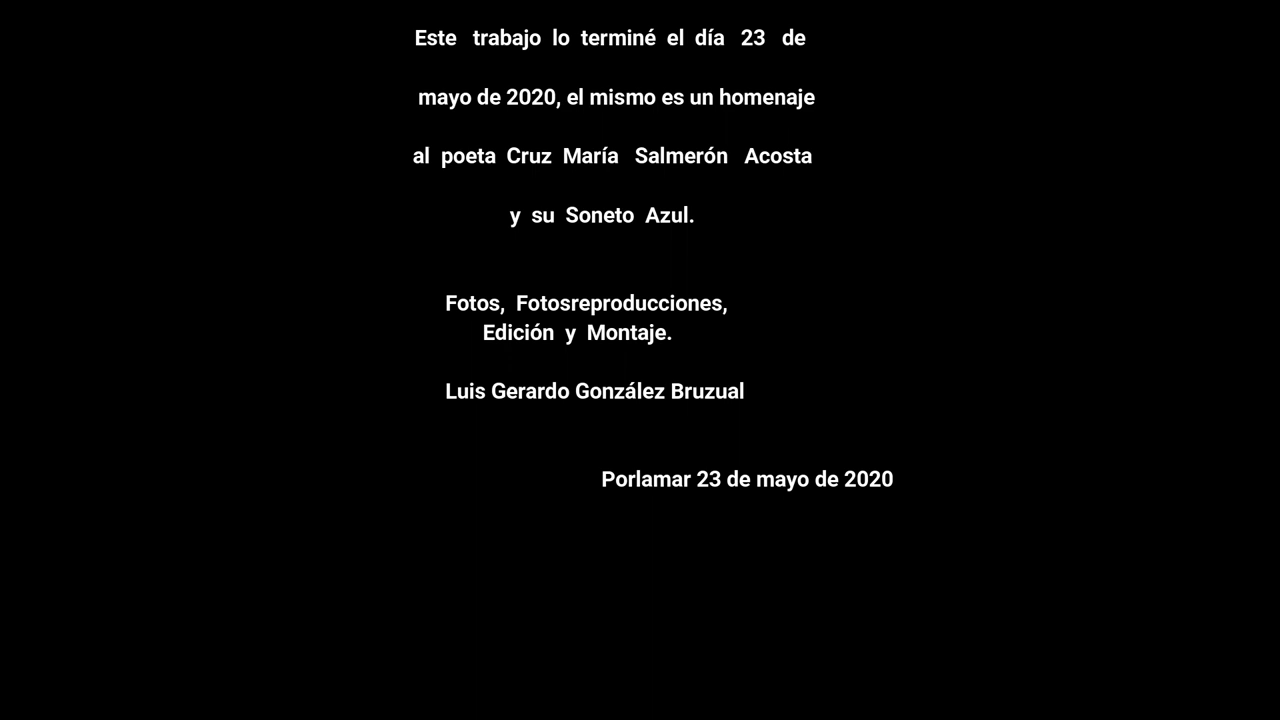 Este trabajo lo terminé el día 23 de
mayo de 2020, el mismo es un homenaje
al poeta Cruz María Salmerón Acosta
y su Soneto Azul.
Fotos, Fotosreproducciones,
Edición y Montaje.
Luis Gerardo González Bruzual
Porlamar 23 de mayo de 2020